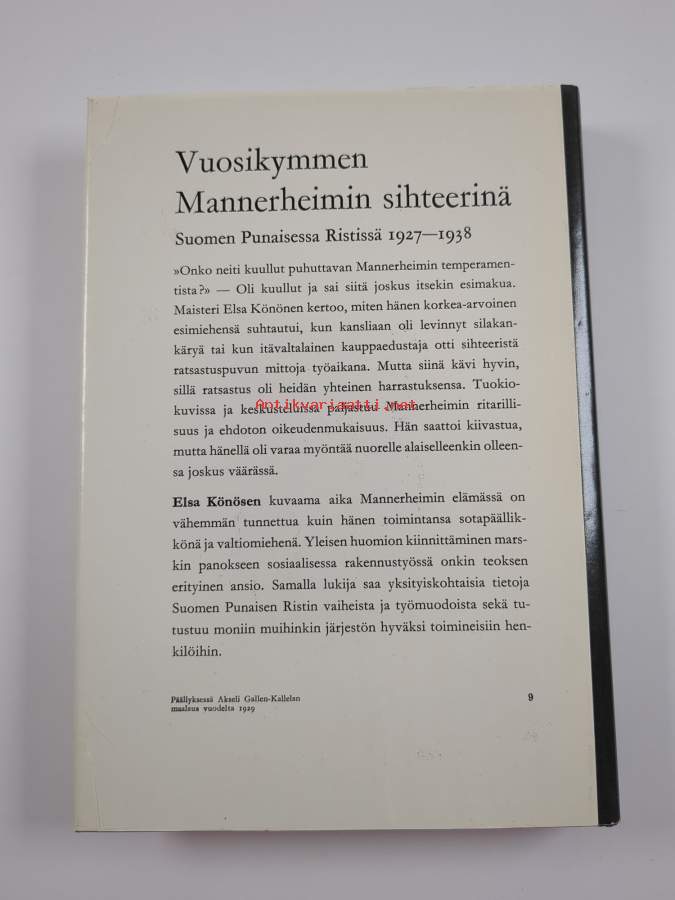 Vuosikymmen
Mannerheimin sihteerinä
Suomen Punaisessa Ristissä 1927—1938
»Onko neiti kuullut puhuttavan Mannerheimin temperamen-
tista?» — Oli kuullut ja sai siitä joskus itsekin esimakua.
Maisteri Elsa Könönen kertoo, miten hänen korkea-arvoinen
esimiehensä suhtautui, kun kansliaan oli levinnyt silakan-
käryä tai kun itävaltalainen kauppaedustaja otti sihteeristä
ratsastuspuvun mittoja työaikana. Mutta siinä kävi hyvin,
sillä ratsastus oli heidän yhteinen harrastuksensa. Tuokio-
kuvissa ja keskusteluissa paljastuu Mannerheimin ritarilli-
Antikvariaatti.net
suus ja ehdoton oikeudenmukaisuus. Hän saattoi kiivastua,
mutta hänellä oli varaa myöntää nuorelle alaiselleenkin olleen-
sa joskus väärässä.
Elsa Könösen kuvaama aika Mannerheimin elämässä on
vähemmän tunnettua kuin hänen toimintansa sotapäällik-
könä ja valtiomiehenä. Yleisen huomion kiinnittäminen mars-
kin panokseen sosiaalisessa rakennustyössä onkin teoksen
erityinen ansio. Samalla lukija saa yksityiskohtaisia tietoja
Suomen Punaisen Ristin vaiheista ja työmuodoista sekä tu-
tustuu moniin muihinkin järjestön hyväksi toimineisiin hen-
kilöihin.
Päällyksessä Akseli Gallen-Kallelan
maalaus vuodelta 1929
9